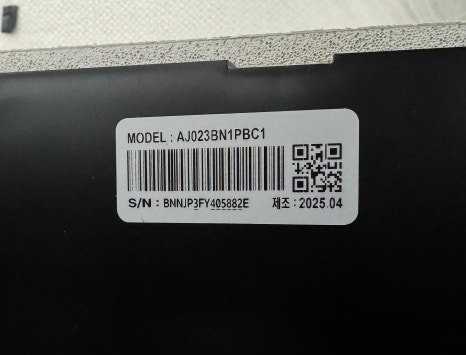 MODEL : AJ023BN1PBC1
S/N : BNNJP3FY405882E 제조 : 2025.04